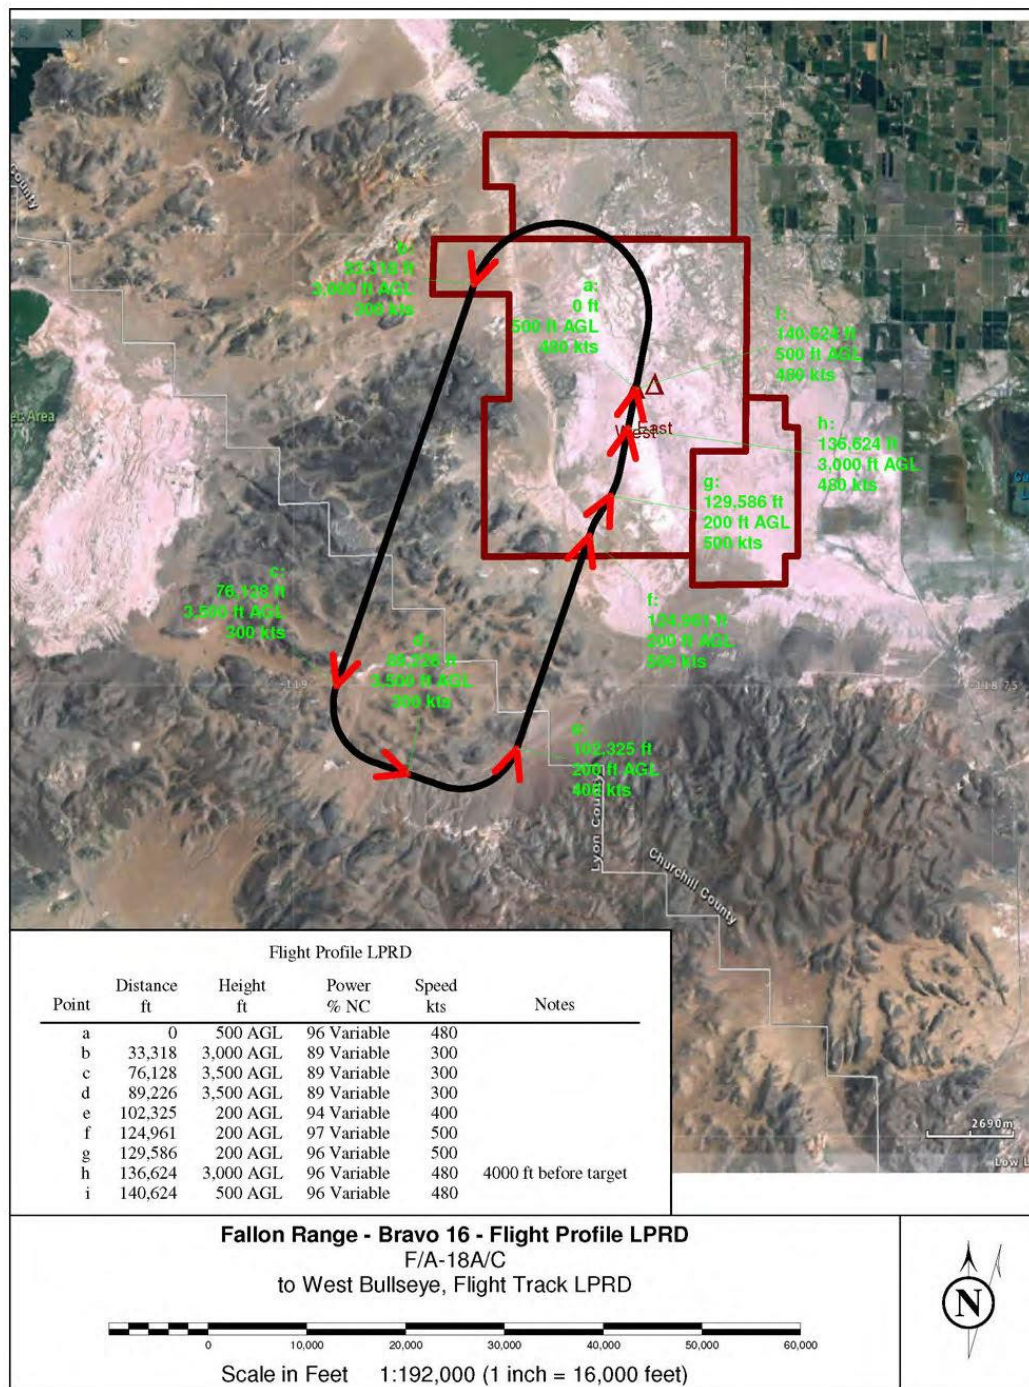 county
b:
33,318 ft
3,000 ft AGL
300 kts
a:
0 ft
500 ft AGL
480 kts
i:
140,624 ft
500 ft AGL
480 kts
West
East
h:
136,624 ft
3,000 ft AGL
480 kts
g:
129,586 ft
200 ft AGL
500 kts
f:
124,961 ft
200 ft AGL
500 kts
c:
76,128 ft
3,500 ft AGL
300 kts
d:
89,226 ft
3,500 ft AGL
300 kts
-119
-118.75
e:
102,325 ft
200 ft AGL
400 kts
Lyon County
Churchill County
2690m
Low L
Flight Profile LPRD
Point Distance ft Height ft Power % NC Speed kts Notes
a 0 500 AGL 96 Variable 480
b 33,318 3,000 AGL 89 Variable 300
c 76,128 3,500 AGL 89 Variable 300
d 89,226 3,500 AGL 89 Variable 300
e 102,325 200 AGL 94 Variable 400
f 124,961 200 AGL 97 Variable 500
g 129,586 200 AGL 96 Variable 500
h 136,624 3,000 AGL 96 Variable 480 4000 ft before target
i 140,624 500 AGL 96 Variable 480
Fallon Range - Bravo 16 - Flight Profile LPRD
F/A-18A/C
to West Bullseye, Flight Track LPRD
0 10,000 20,000 30,000 40,000 50,000 60,000
Scale in Feet 1:192,000 (1 inch = 16,000 feet)
N